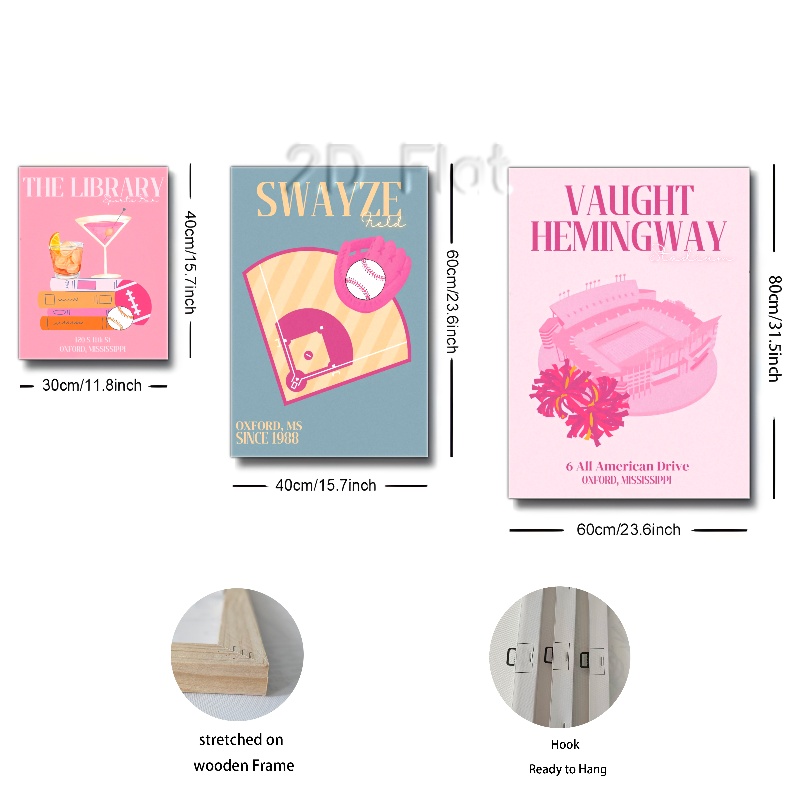 2D Flat
THE LIBRARY
Sports Bar
OXFORD, MISSISSIPPI
40cm/15.7inch
30cm/11.8inch
SWAYZE
Field
OXFORD, MS
SINCE 1988
60cm/23.6inch
40cm/15.7inch
VAUGHT
HEMINGWAY
6 All American Drive
OXFORD, MISSISSIPPI
80cm/31.5inch
60cm/23.6inch
stretched on
wooden Frame
Hook
Ready to Hang